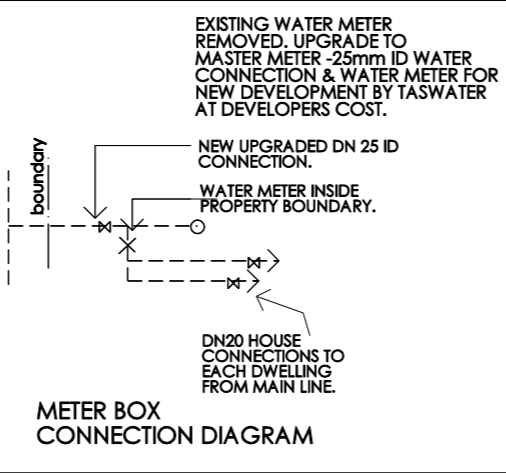 EXISTING WATER METER
REMOVED. UPGRADE TO
MASTER METER -25mm ID WATER
CONNECTION & WATER METER FOR
NEW DEVELOPMENT BY TASWATER
AT DEVELOPERS COST.
boundary
NEW UPGRADED DN 25 ID
CONNECTION.
WATER METER INSIDE
PROPERTY BOUNDARY.
DN20 HOUSE
CONNECTIONS TO
EACH DWELLING
FROM MAIN LINE.
METER BOX
CONNECTION DIAGRAM